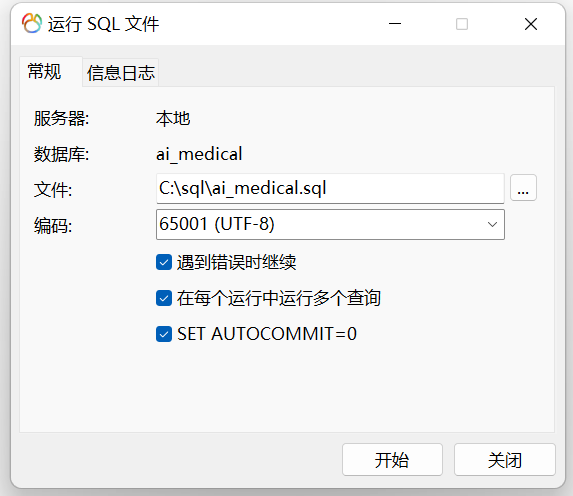 运行 SQL 文件
常规 信息日志
服务器: 本地
数据库: ai_medical
文件: C:\sql\ai_medical.sql ...
编码: 65001 (UTF-8)
遇到错误时继续
在每个运行中运行多个查询
SET AUTOCOMMIT=0
开始 关闭